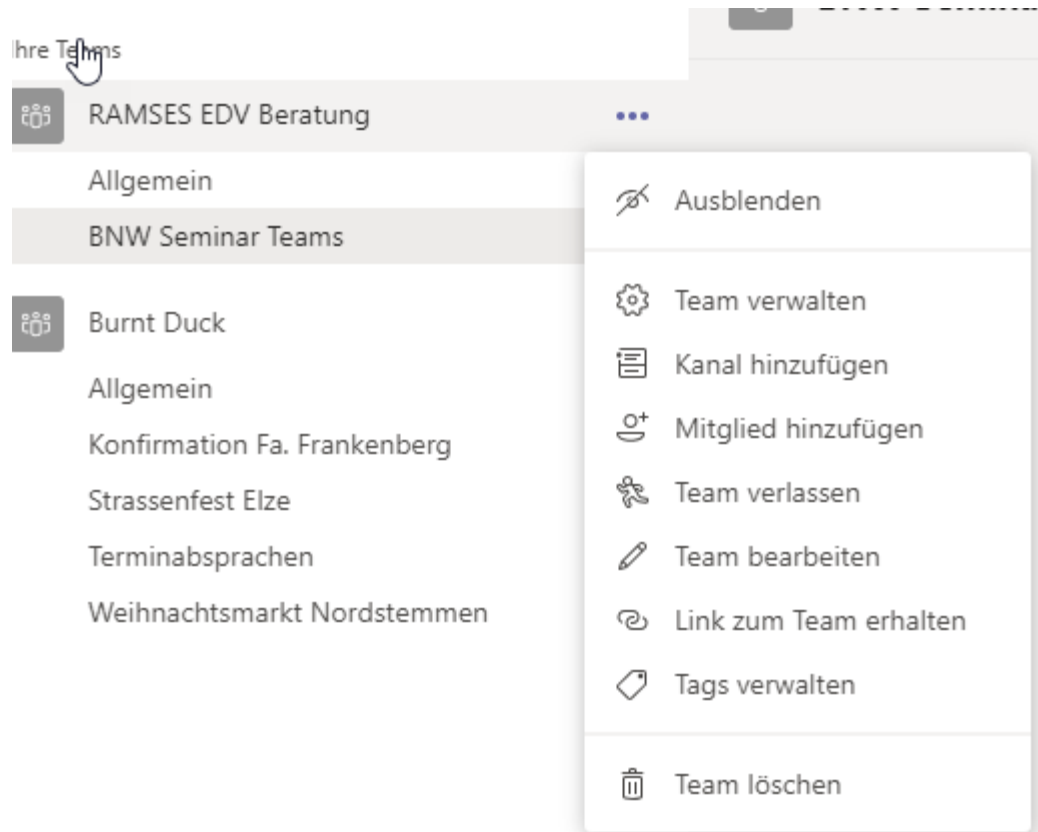 Ihre Teams
RAMSES EDV Beratung
Allgemein
BNW Seminar Teams
Burnt Duck
Allgemein
Konfirmation Fa. Frankenberg
Strassenfest Elze
Terminabsprachen
Weihnachtsmarkt Nordstemmen
Ausblenden
Team verwalten
Kanal hinzufügen
Mitglied hinzufügen
Team verlassen
Team bearbeiten
Link zum Team erhalten
Tags verwalten
Team löschen